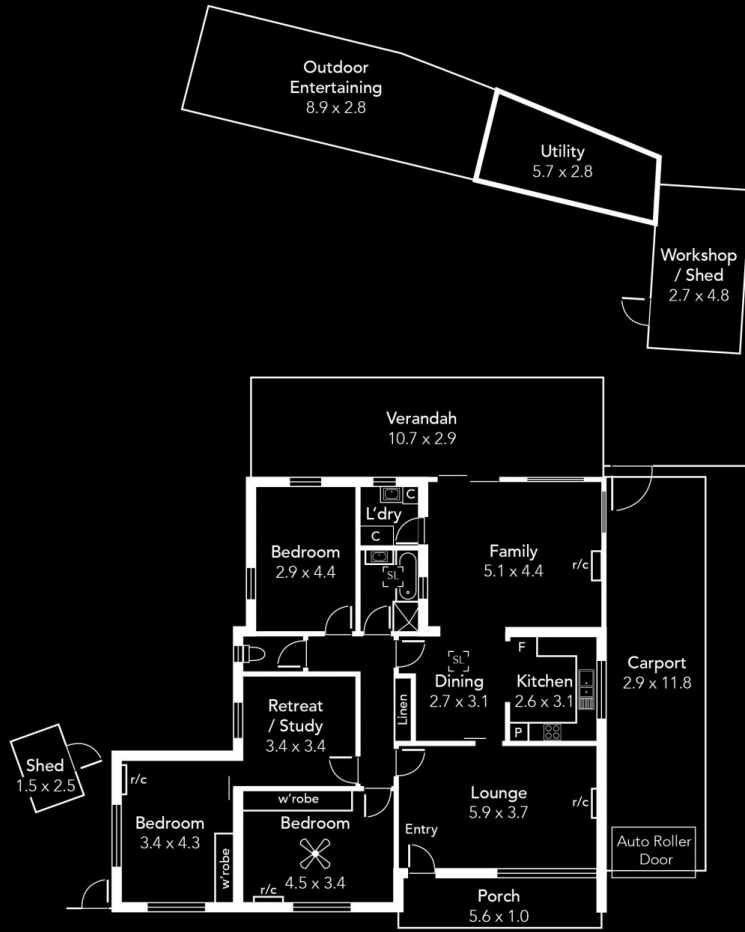 Outdoor
Entertaining
8.9 x 2.8
Utility
5.7 x 2.8
Workshop
/ Shed
2.7 x 4.8
Verandah
10.7 x 2.9
C
L'dry
C
Bedroom
2.9 x 4.4
SL
Family
5.1 x 4.4
r/c
F
SL
Dining
2.7 x 3.1
Kitchen
2.6 x 3.1
P
Carport
2.9 x 11.8
Linen
Retreat
/ Study
3.4 x 3.4
Shed
1.5 x 2.5
r/c
Bedroom
3.4 x 4.3
w'robe
w'robe
Bedroom
4.5 x 3.4
r/c
Lounge
5.9 x 3.7
r/c
Entry
Auto Roller
Door
Porch
5.6 x 1.0